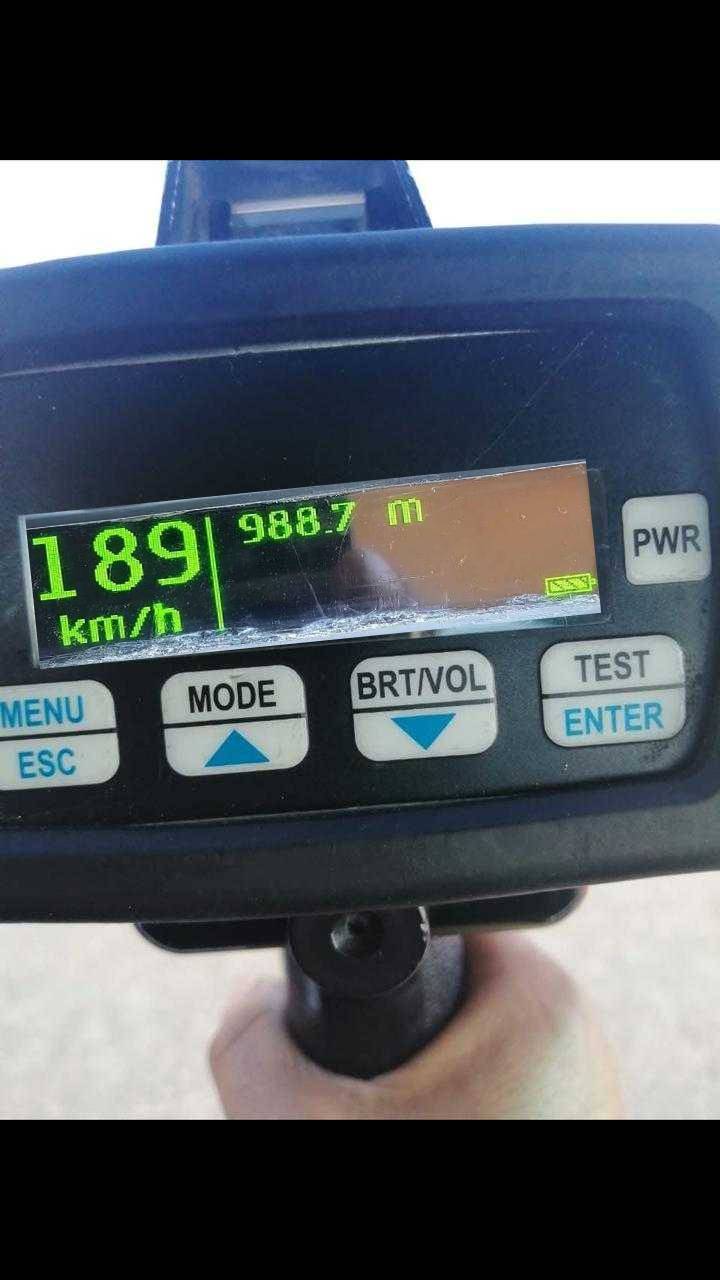 189 988.7 m
km/h
PWR
MENU
ESC
MODE
BRT/VOL
TEST
ENTER